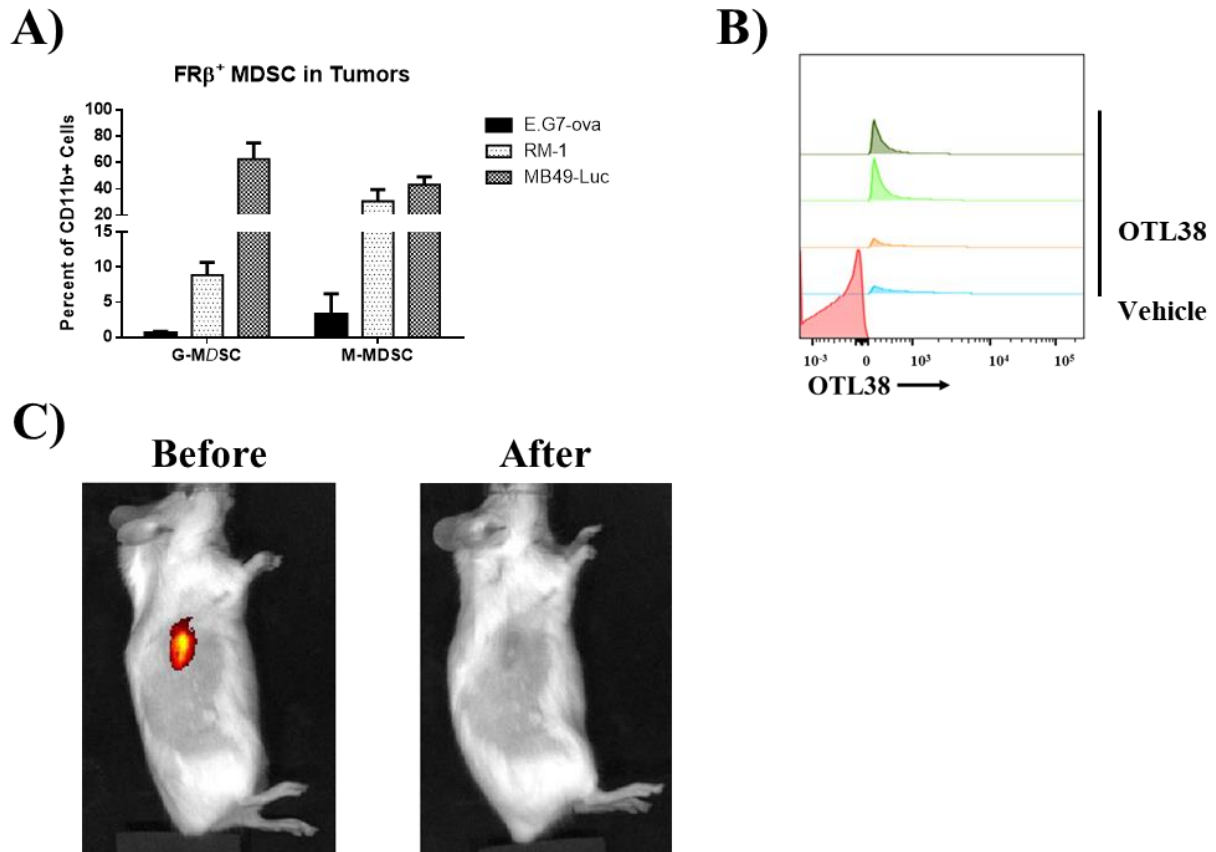 A)
FRβ⁺ MDSC in Tumors
Percent of CD11b+ Cells
100
80
60
40
20
15
10
5
0
G-MDSC
M-MDSC
E.G7-ova
RM-1
MB49-Luc
B)
OTL38
Vehicle
10⁻³ 0 10³ 10⁴ 10⁵
OTL38
C)
Before
After